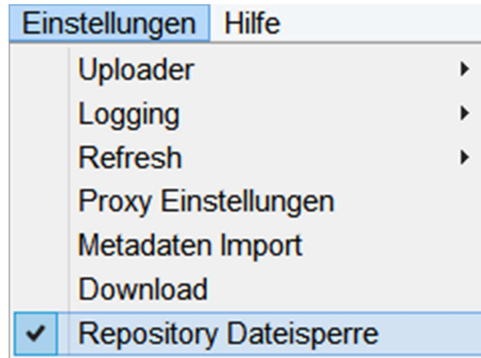 Einstellungen Hilfe
Uploader
Logging
Refresh
Proxy Einstellungen
Metadaten Import
Download
Repository Dateisperre